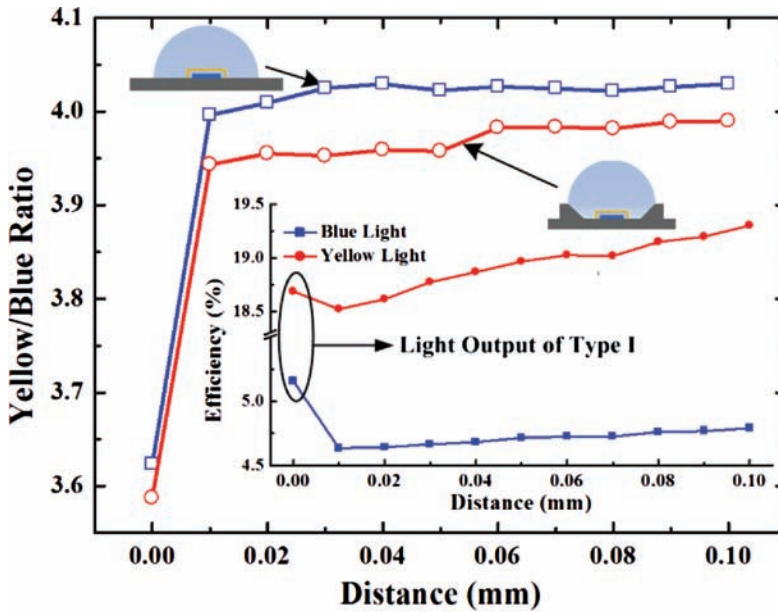 Yellow/Blue Ratio
4.1
4.0
3.9
3.8
3.7
3.6
0.00 0.02 0.04 0.06 0.08 0.10
Distance (mm)
Efficiency (%)
19.5
19.0
18.5
5.0
4.5
Blue Light
Yellow Light
Light Output of Type I
0.00 0.02 0.04 0.06 0.08 0.10
Distance (mm)